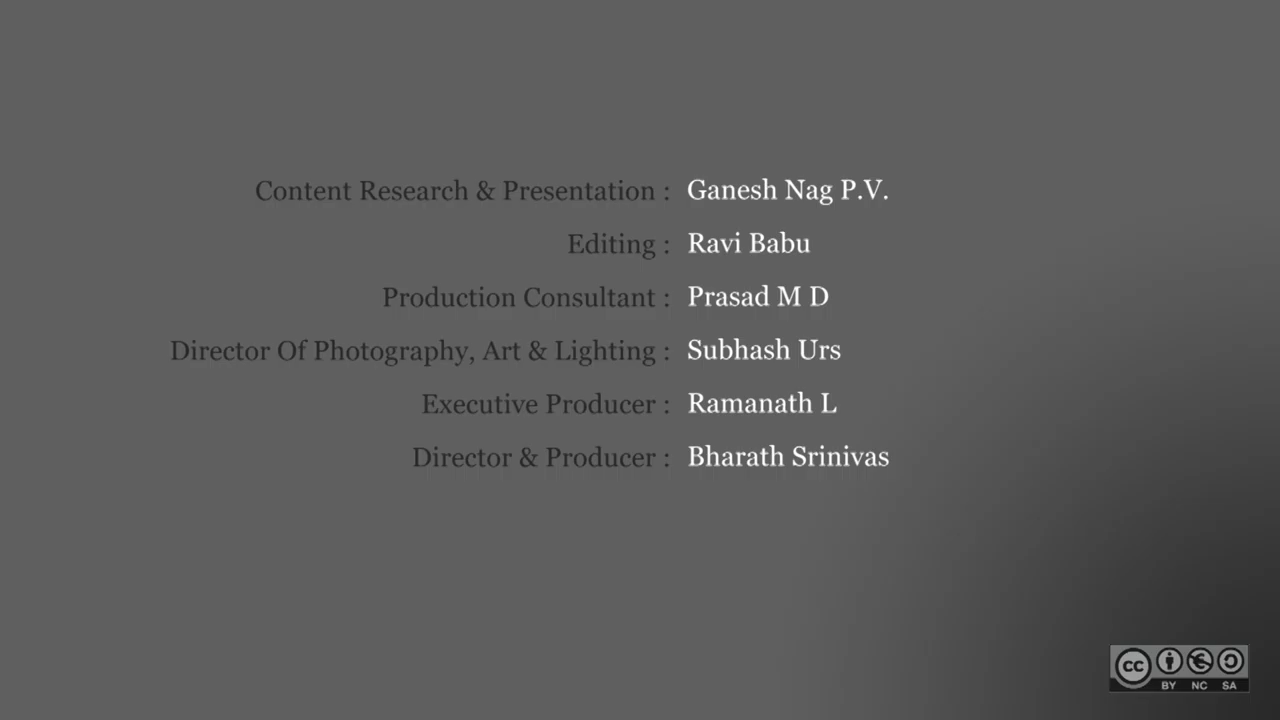 Content Research & Presentation : Ganesh Nag P.V.
Editing : Ravi Babu
Production Consultant : Prasad M D
Director Of Photography, Art & Lighting : Subhash Urs
Executive Producer : Ramanath L
Director & Producer : Bharath Srinivas
cc
BY NC SA